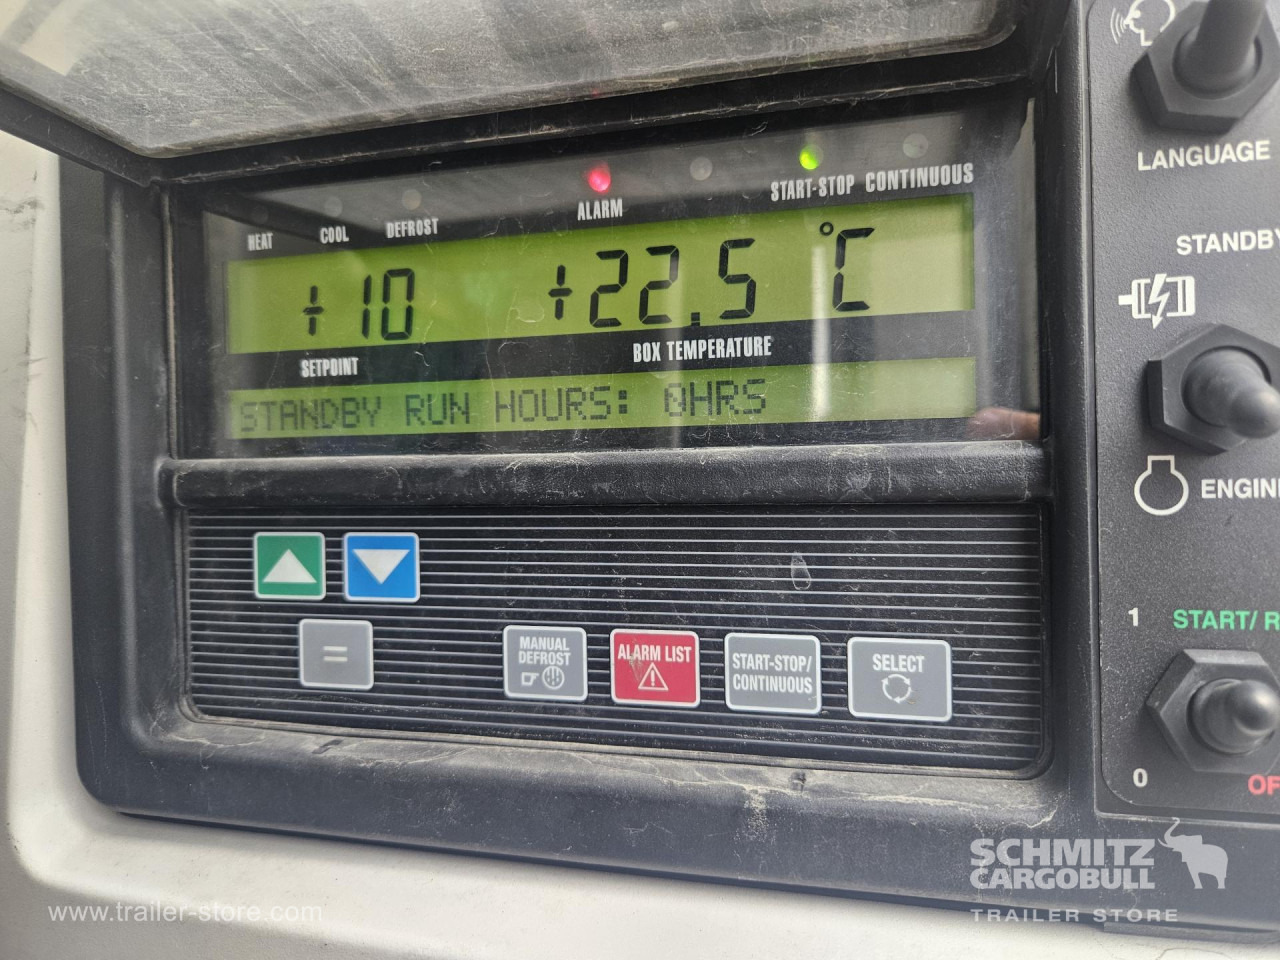 HEAT COOL DEFROST ALARM START-STOP CONTINUOUS
+10 +22.5 °C
SETPOINT BOX TEMPERATURE
STANDBY RUN HOURS: 0HRS
=
MANUAL
DEFROST
ALARM LIST
START-STOP/
CONTINUOUS
SELECT
LANGUAGE
STANDBY
ENGIN
1 START/ R
0 OF
SCHMITZ
CARGOBULL
TRAILER STORE
www.trailer-store.com